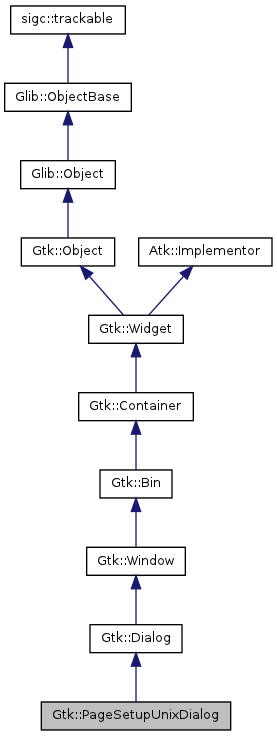 sigc::trackable
Glib::ObjectBase
Glib::Object
Gtk::Object
Atk::Implementor
Gtk::Widget
Gtk::Container
Gtk::Bin
Gtk::Window
Gtk::Dialog
Gtk::PageSetupUnixDialog